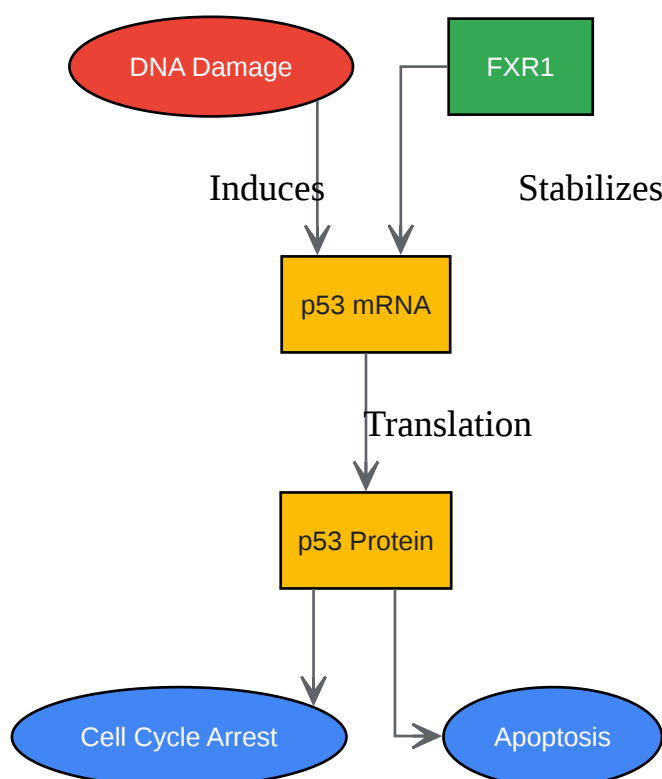 DNA Damage
FXR1
Induces
Stabilizes
p53 mRNA
Translation
p53 Protein
Cell Cycle Arrest
Apoptosis